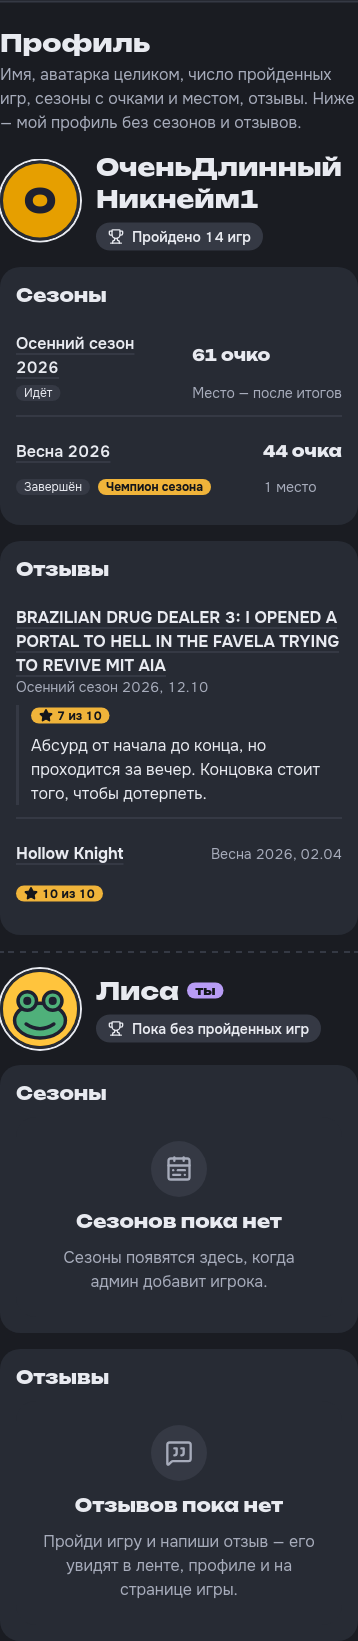 Профиль
Имя, аватарка целиком, число пройденных
игр, сезоны с очками и местом, отзывы. Ниже
— мой профиль без сезонов и отзывов.
О
ОченьДлинный
Никнейм1
Пройдено 14 игр
Сезоны
Осенний сезон
2026
61 очко
Идёт
Место — после итогов
Весна 2026
44 очка
Завершён
Чемпион сезона
1 место
Отзывы
BRAZILIAN DRUG DEALER 3: I OPENED A
PORTAL TO HELL IN THE FAVELA TRYING
TO REVIVE MIT AIA
Осенний сезон 2026, 12.10
7 из 10
Абсурд от начала до конца, но
проходится за вечер. Концовка стоит
того, чтобы дотерпеть.
Hollow Knight
Весна 2026, 02.04
10 из 10
Лиса
ты
Пока без пройденных игр
Сезоны
Сезонов пока нет
Сезоны появятся здесь, когда
админ добавит игрока.
Отзывы
Отзывов пока нет
Пройди игру и напиши отзыв — его
увидят в ленте, профиле и на
странице игры.